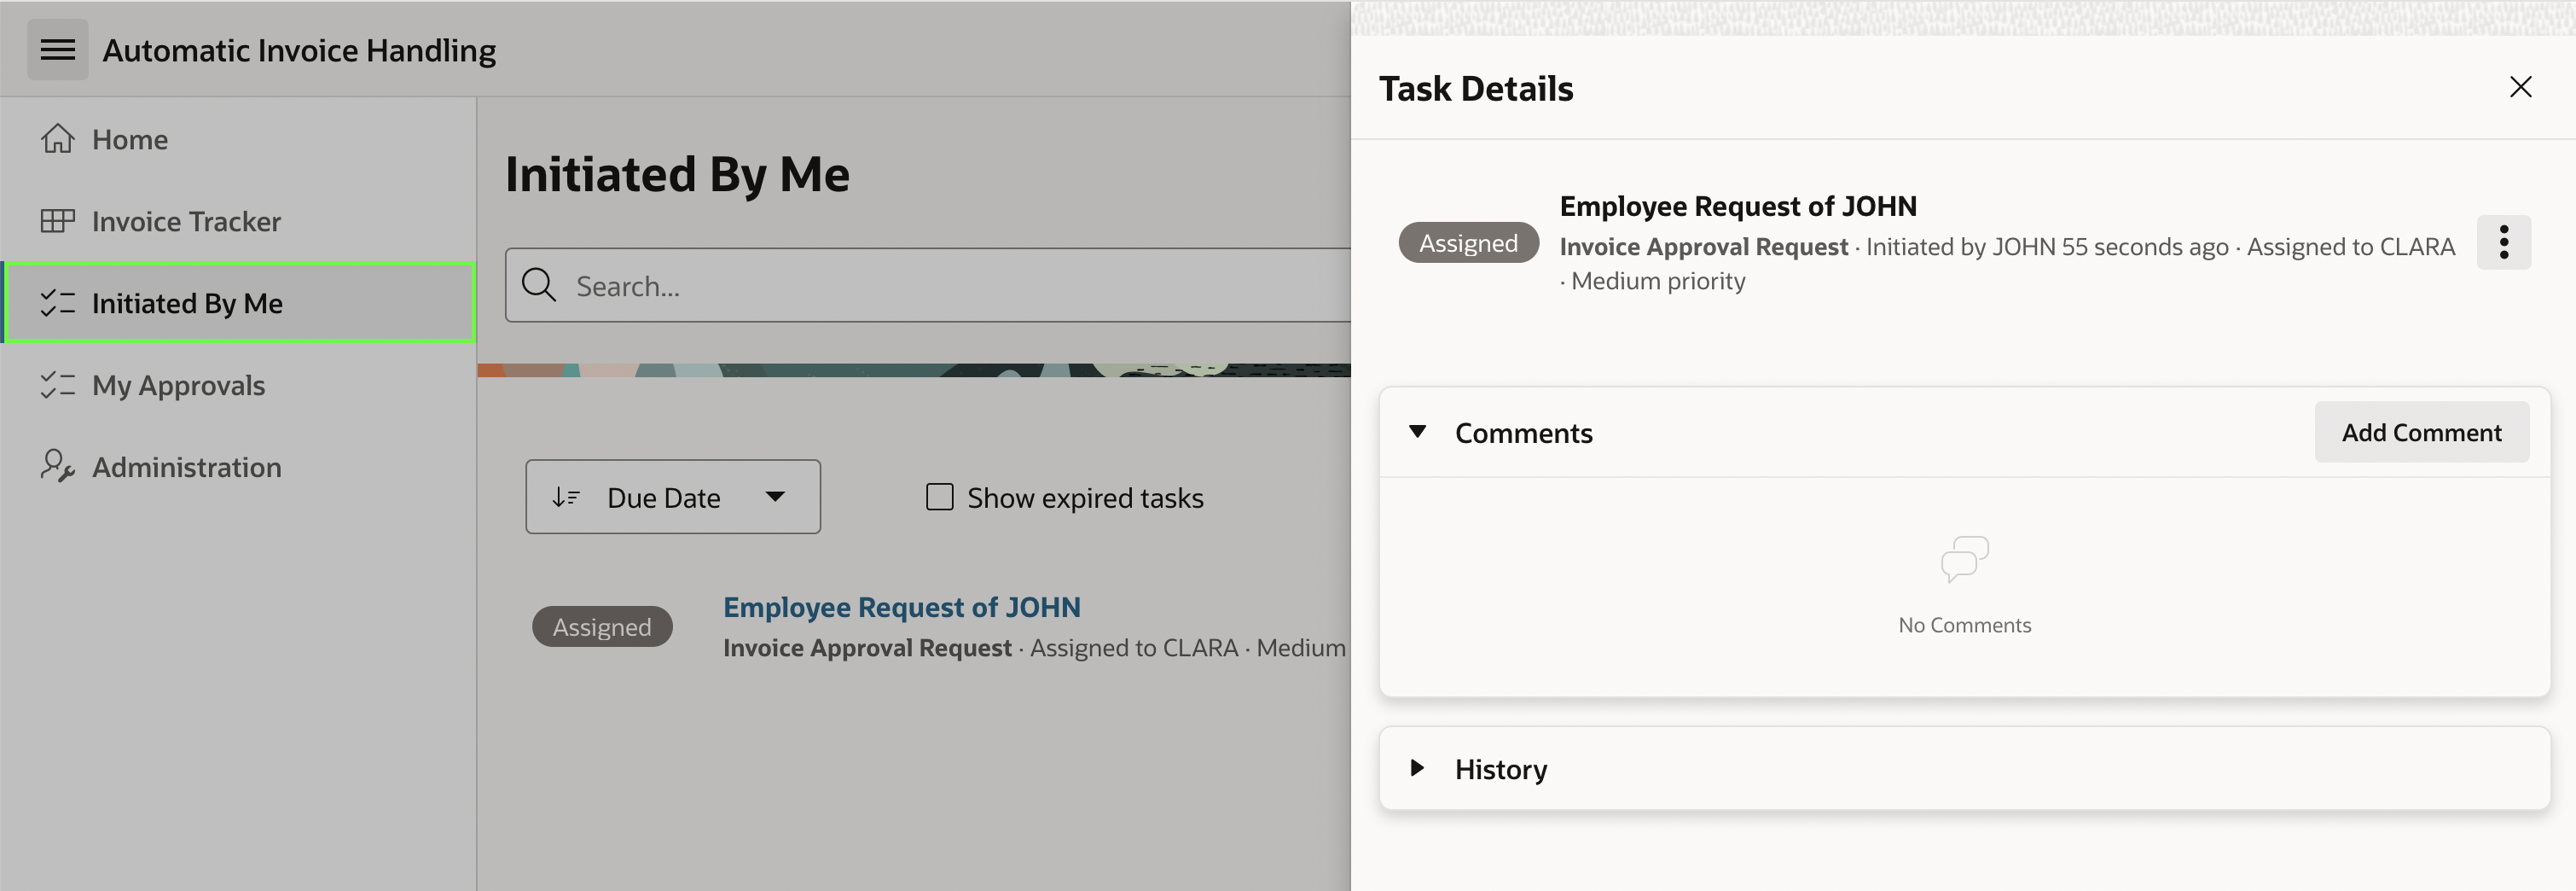 Automatic Invoice Handling
Home
Invoice Tracker
Initiated By Me
My Approvals
Administration
Initiated By Me
Search...
Due Date
Show expired tasks
Assigned
Employee Request of JOHN
Invoice Approval Request · Assigned to CLARA · Medium
Task Details
Assigned
Employee Request of JOHN
Invoice Approval Request · Initiated by JOHN 55 seconds ago · Assigned to CLARA
· Medium priority
Comments
Add Comment
No Comments
History